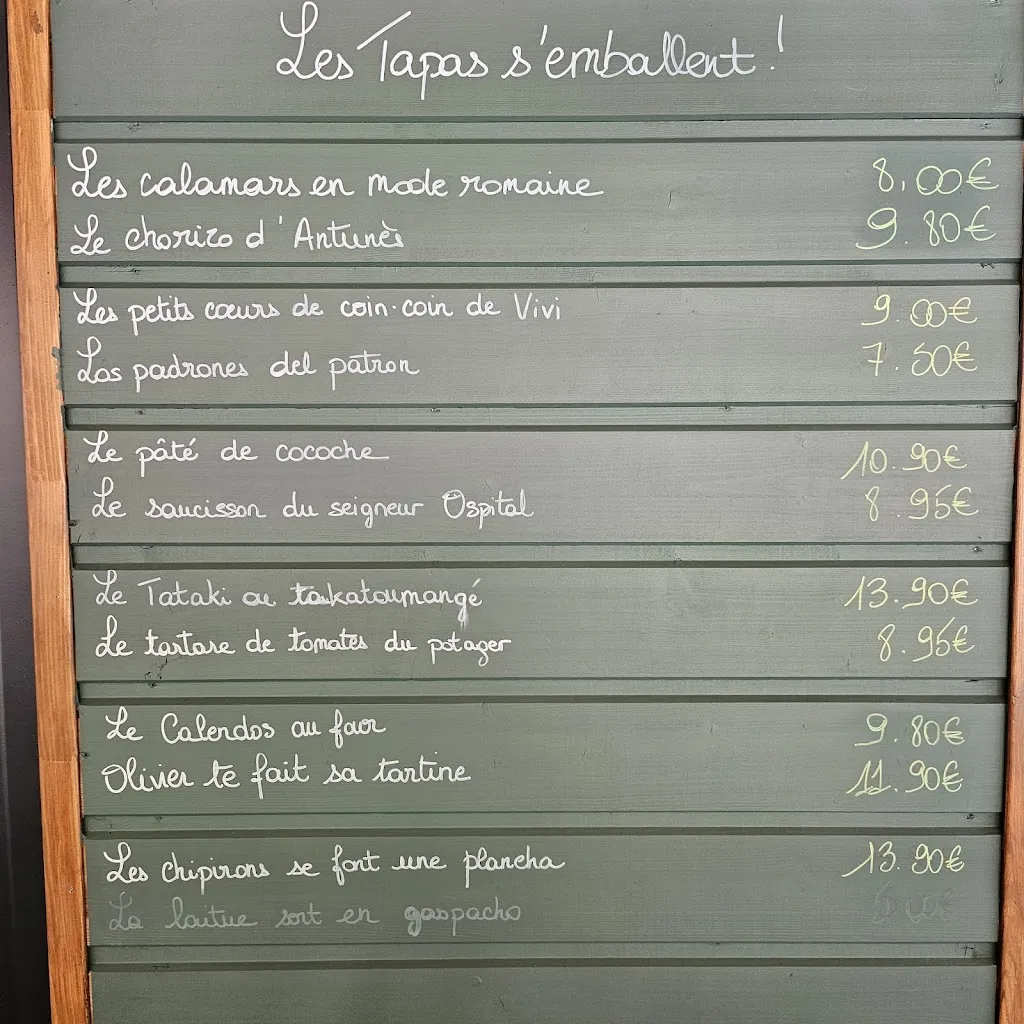 Les Tapas s'emballent !
Les calamars en mode romaine 8.00€
Le chorizo d'Antunès 9.80€
Les petits cœurs de coin-coin de Vivi 9.00€
Los padrones del patron 7.50€
Le pâté de cocoche 10.90€
Le saucisson du seigneur Ospital 8.95€
Le Tataki ou takatoumangé 13.90€
Le tartare de tomates du potager 8.95€
Le Calendos au four 9.80€
Olivier te fait sa tartine 11.90€
Les chipirons se font une plancha 13.90€
La laitue sort en gaspacho